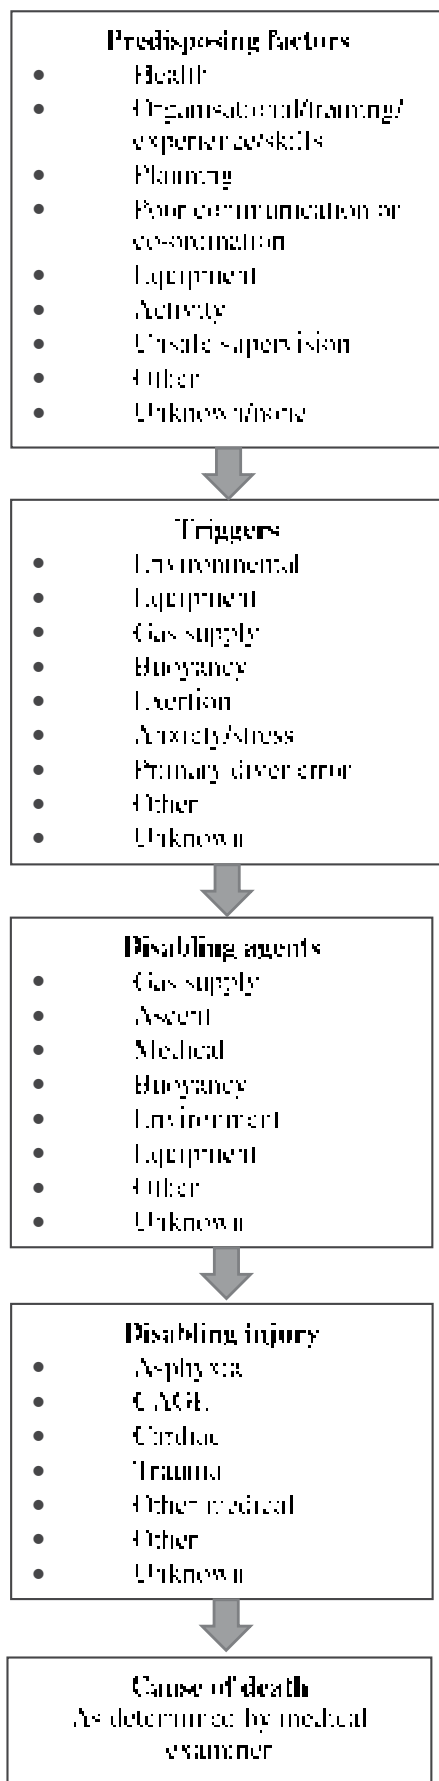 Predisposing factors
• Health
• Organisational/training/
experience/skills
• Planning
• Poor communication or
co-ordination
• Equipment
• Activity
• Unsafe supervision
• Other
• Unknown/none
Triggers
• Environmental
• Equipment
• Gas supply
• Buoyancy
• Exertion
• Anxiety/stress
• Primary diver error
• Other
• Unknown
Disabling agents
• Gas supply
• Ascent
• Medical
• Buoyancy
• Environment
• Equipment
• Other
• Unknown
Disabling injury
• Asphyxia
• CAGE
• Cardiac
• Trauma
• Other medical
• Other
• Unknown
Cause of death
As determined by medical
examiner